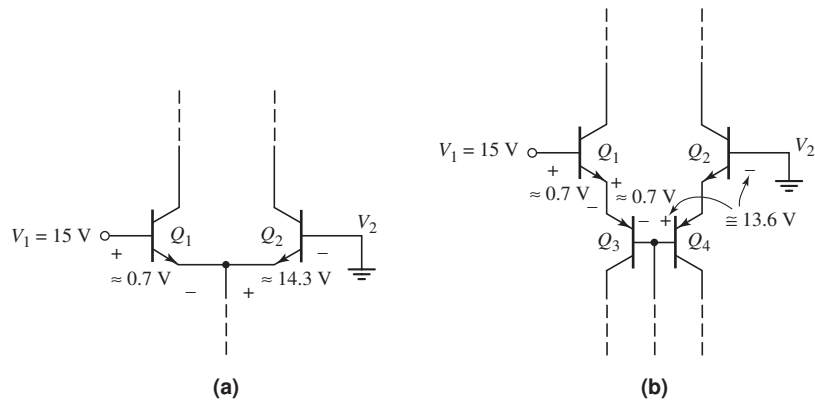 V1 = 15 V
Q1
Q2
V2
+
≈ 0.7 V
−
+
≈ 14.3 V
−
(a)
V1 = 15 V
Q1
Q2
V2
+
≈ 0.7 V
−
+
≈ 0.7 V
−
+
−
≅ 13.6 V
Q3
Q4
(b)